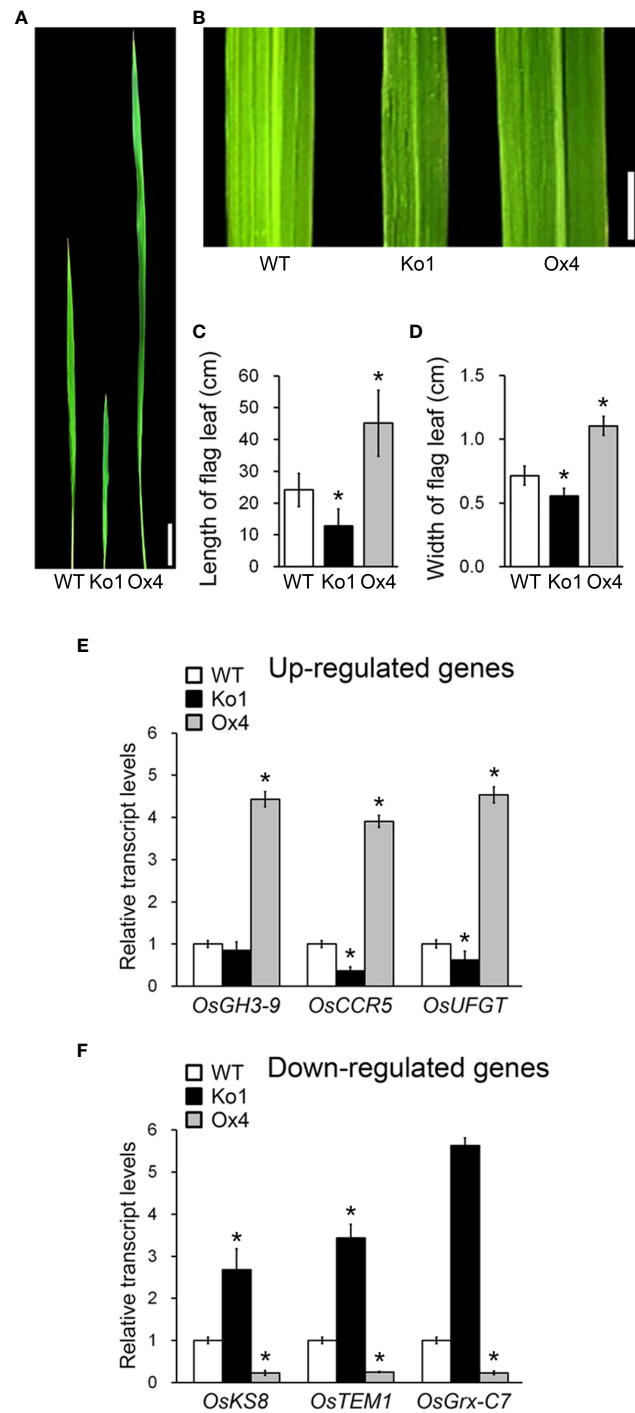 A
B
WT Ko1 Ox4
WT Ko1 Ox4
C
Length of flag leaf (cm)
60
50
40
30
20
10
0
*
*
WT Ko1 Ox4
D
Width of flag leaf (cm)
1.5
1.0
0.5
0.0
*
*
WT Ko1 Ox4
E
Up-regulated genes
WT
Ko1
Ox4
Relative transcript levels
6
5
4
3
2
1
0
*
*
*
*
*
OsGH3-9 OsCCR5 OsUFGT
F
Down-regulated genes
WT
Ko1
Ox4
Relative transcript levels
6
5
4
3
2
1
0
*
*
*
*
*
OsKS8 OsTEM1 OsGrx-C7